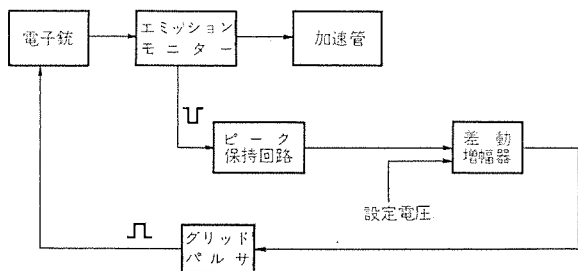 電子銃
エミッション
モニター
加速管
ピーク
保持回路
差動
増幅器
設定電圧
グリッド
パルサ